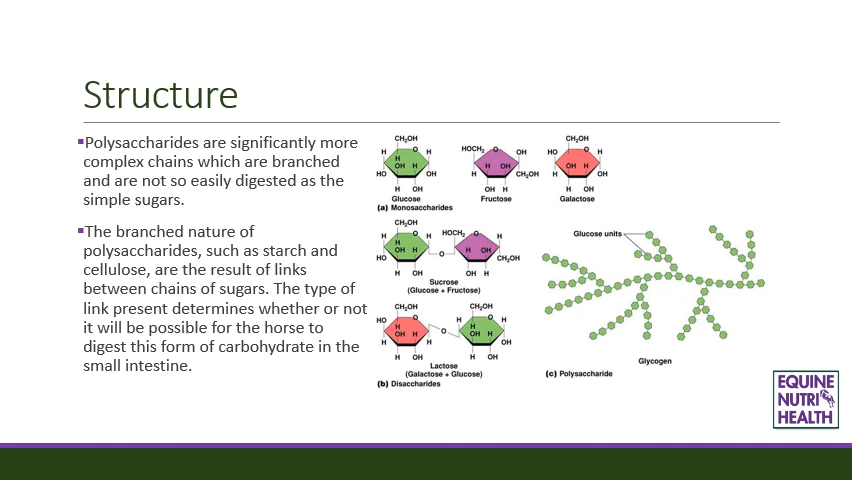 Structure
▪Polysaccharides are significantly more
complex chains which are branched
and are not so easily digested as the
simple sugars.
▪The branched nature of
polysaccharides, such as starch and
cellulose, are the result of links
between chains of sugars. The type of
link present determines whether or not
it will be possible for the horse to
digest this form of carbohydrate in the
small intestine.
CH₂OH
H O H
H
OH H
HO OH
H OH
Glucose
HOCH₂ O OH
H OH
H CH₂OH
OH H
Fructose
CH₂OH
HO O H
H
OH H
H OH
H OH
Galactose
(a) Monosaccharides
CH₂OH
H O H
H
OH H
HO
H OH
O
HOCH₂ O H
H OH
CH₂OH
OH H
Sucrose
(Glucose + Fructose)
CH₂OH
HO O
H
OH H
H H
H OH
O
CH₂OH
H O H
H
OH H
OH
H OH
Lactose
(Galactose + Glucose)
(b) Disaccharides
Glucose units
Glycogen
(c) Polysaccharide
EQUINE
NUTRI
HEALTH